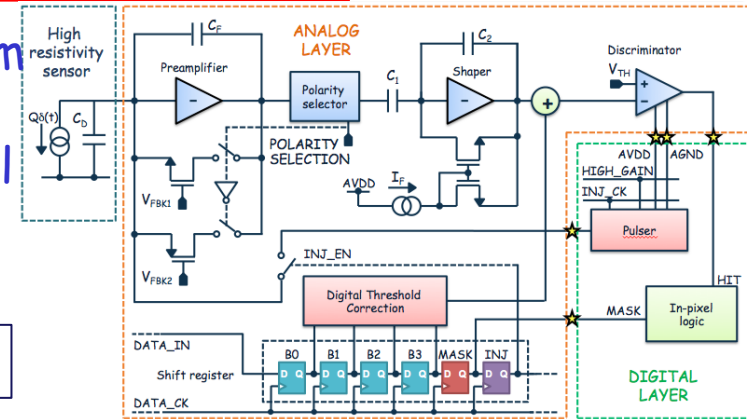 High
resistivity
sensor
Qδ(t)
C_D
ANALOG
LAYER
C_F
Preamplifier
Polarity
selector
POLARITY
SELECTION
V_FBK1
V_FBK2
C_1
C_2
Shaper
AVDD
I_F
+
Discriminator
V_TH
+
-
AVDD
AGND
HIGH_GAIN
INJ_CK
Pulser
INJ_EN
Digital Threshold
Correction
HIT
MASK
In-pixel
logic
DATA_IN
B0
B1
B2
B3
MASK
INJ
Shift register
D Q
D Q
D Q
D Q
D Q
D Q
DATA_CK
DIGITAL
LAYER